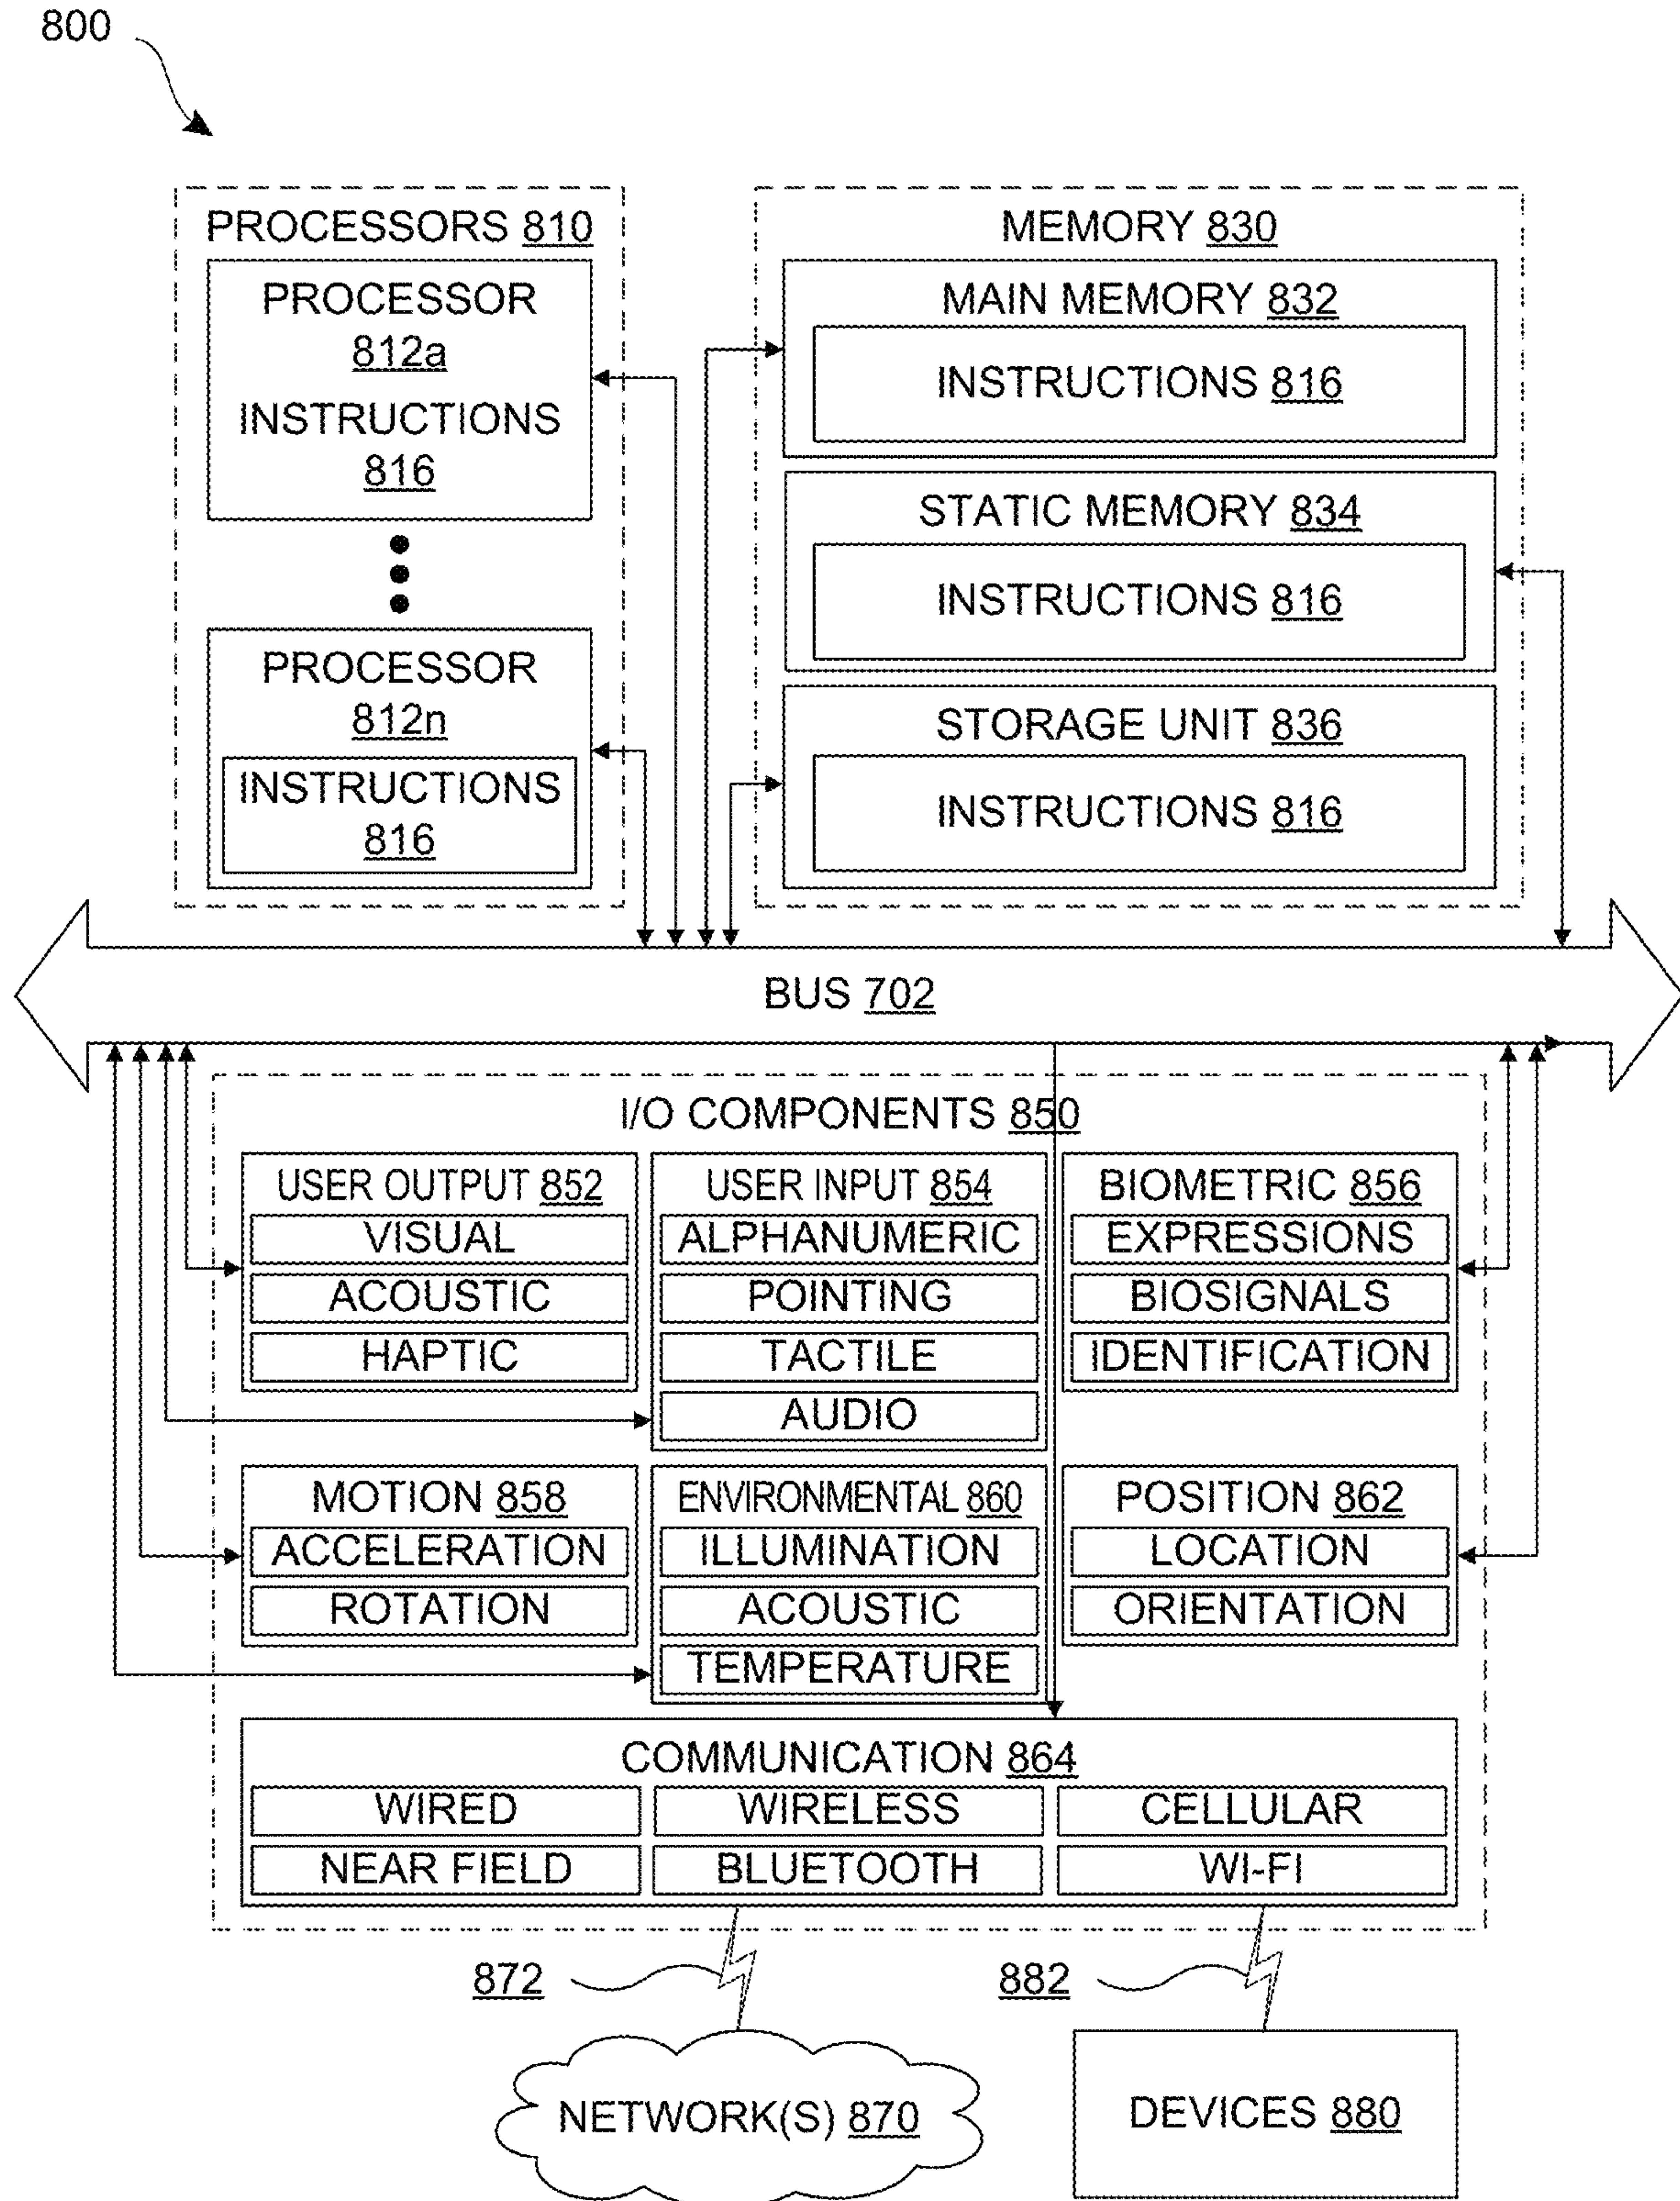 800
PROCESSORS 810
PROCESSOR
812a
INSTRUCTIONS
816
PROCESSOR
812n
INSTRUCTIONS
816
MEMORY 830
MAIN MEMORY 832
INSTRUCTIONS 816
STATIC MEMORY 834
INSTRUCTIONS 816
STORAGE UNIT 836
INSTRUCTIONS 816
BUS 702
I/O COMPONENTS 850
USER OUTPUT 852
VISUAL
ACOUSTIC
HAPTIC
USER INPUT 854
ALPHANUMERIC
POINTING
TACTILE
AUDIO
BIOMETRIC 856
EXPRESSIONS
BIOSIGNALS
IDENTIFICATION
MOTION 858
ACCELERATION
ROTATION
ENVIRONMENTAL 860
ILLUMINATION
ACOUSTIC
TEMPERATURE
POSITION 862
LOCATION
ORIENTATION
COMMUNICATION 864
WIRED
WIRELESS
CELLULAR
NEAR FIELD
BLUETOOTH
WI-FI
872
882
NETWORK(S) 870
DEVICES 880